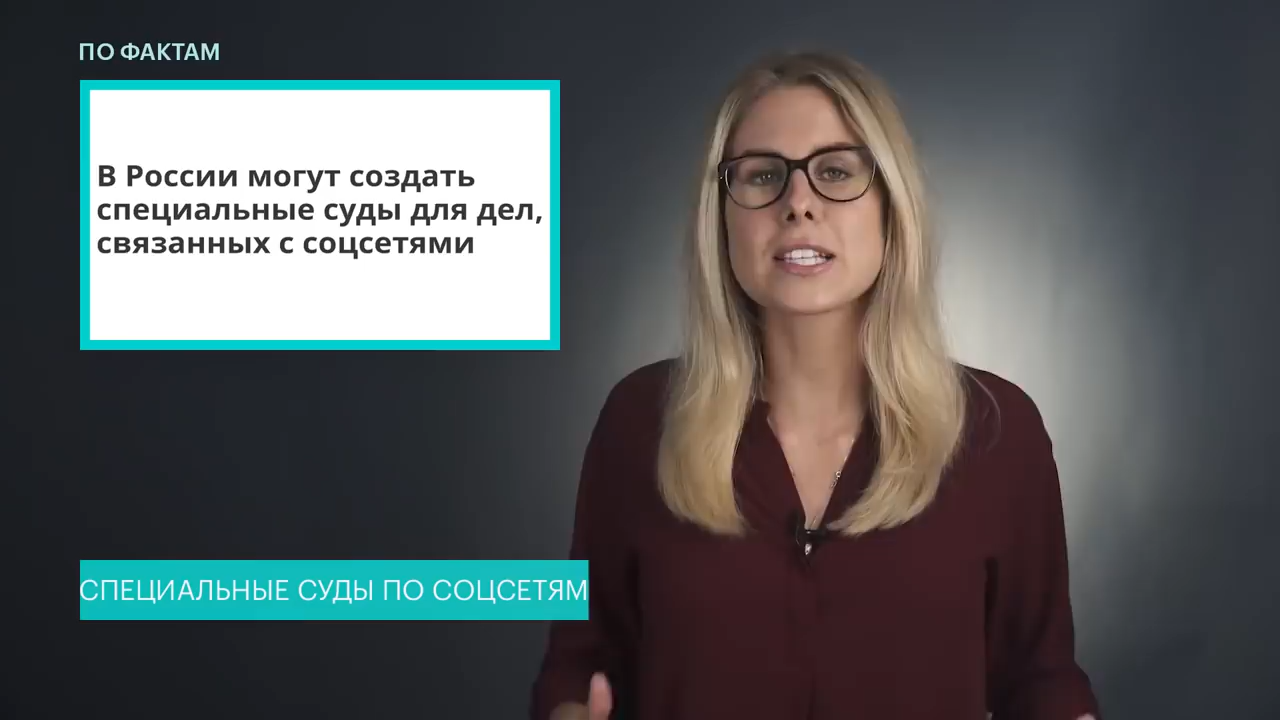 ПО ФАКТАМ
В России могут создать
специальные суды для дел,
связанных с соцсетями
СПЕЦИАЛЬНЫЕ СУДЫ ПО СОЦСЕТЯМ